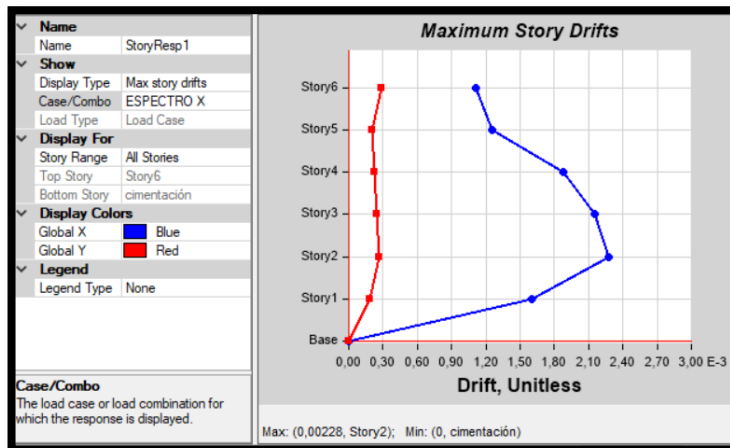 Name
Name StoryResp1
Show
Display Type Max story drifts
Case/Combo ESPECTRO X
Load Type Load Case
Display For
Story Range All Stories
Top Story Story6
Bottom Story cimentación
Display Colors
Global X Blue
Global Y Red
Legend
Legend Type None
Case/Combo
The load case or load combination for
which the response is displayed.
Maximum Story Drifts
Story6
Story5
Story4
Story3
Story2
Story1
Base
0,00 0,30 0,60 0,90 1,20 1,50 1,80 2,10 2,40 2,70 3,00 E-3
Drift, Unitless
Max: (0,00228, Story2); Min: (0, cimentación)